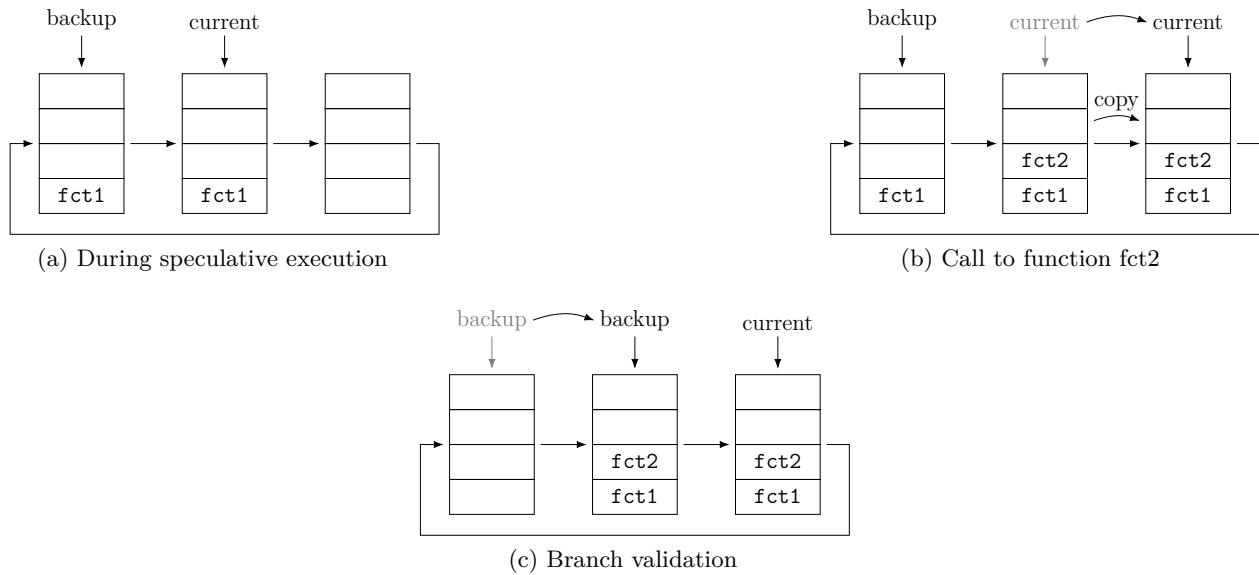 backup current
fct1 fct1
(a) During speculative execution
backup current current
copy
fct2 fct2
fct1 fct1 fct1
(b) Call to function fct2
backup backup current
fct2 fct2
fct1 fct1
(c) Branch validation